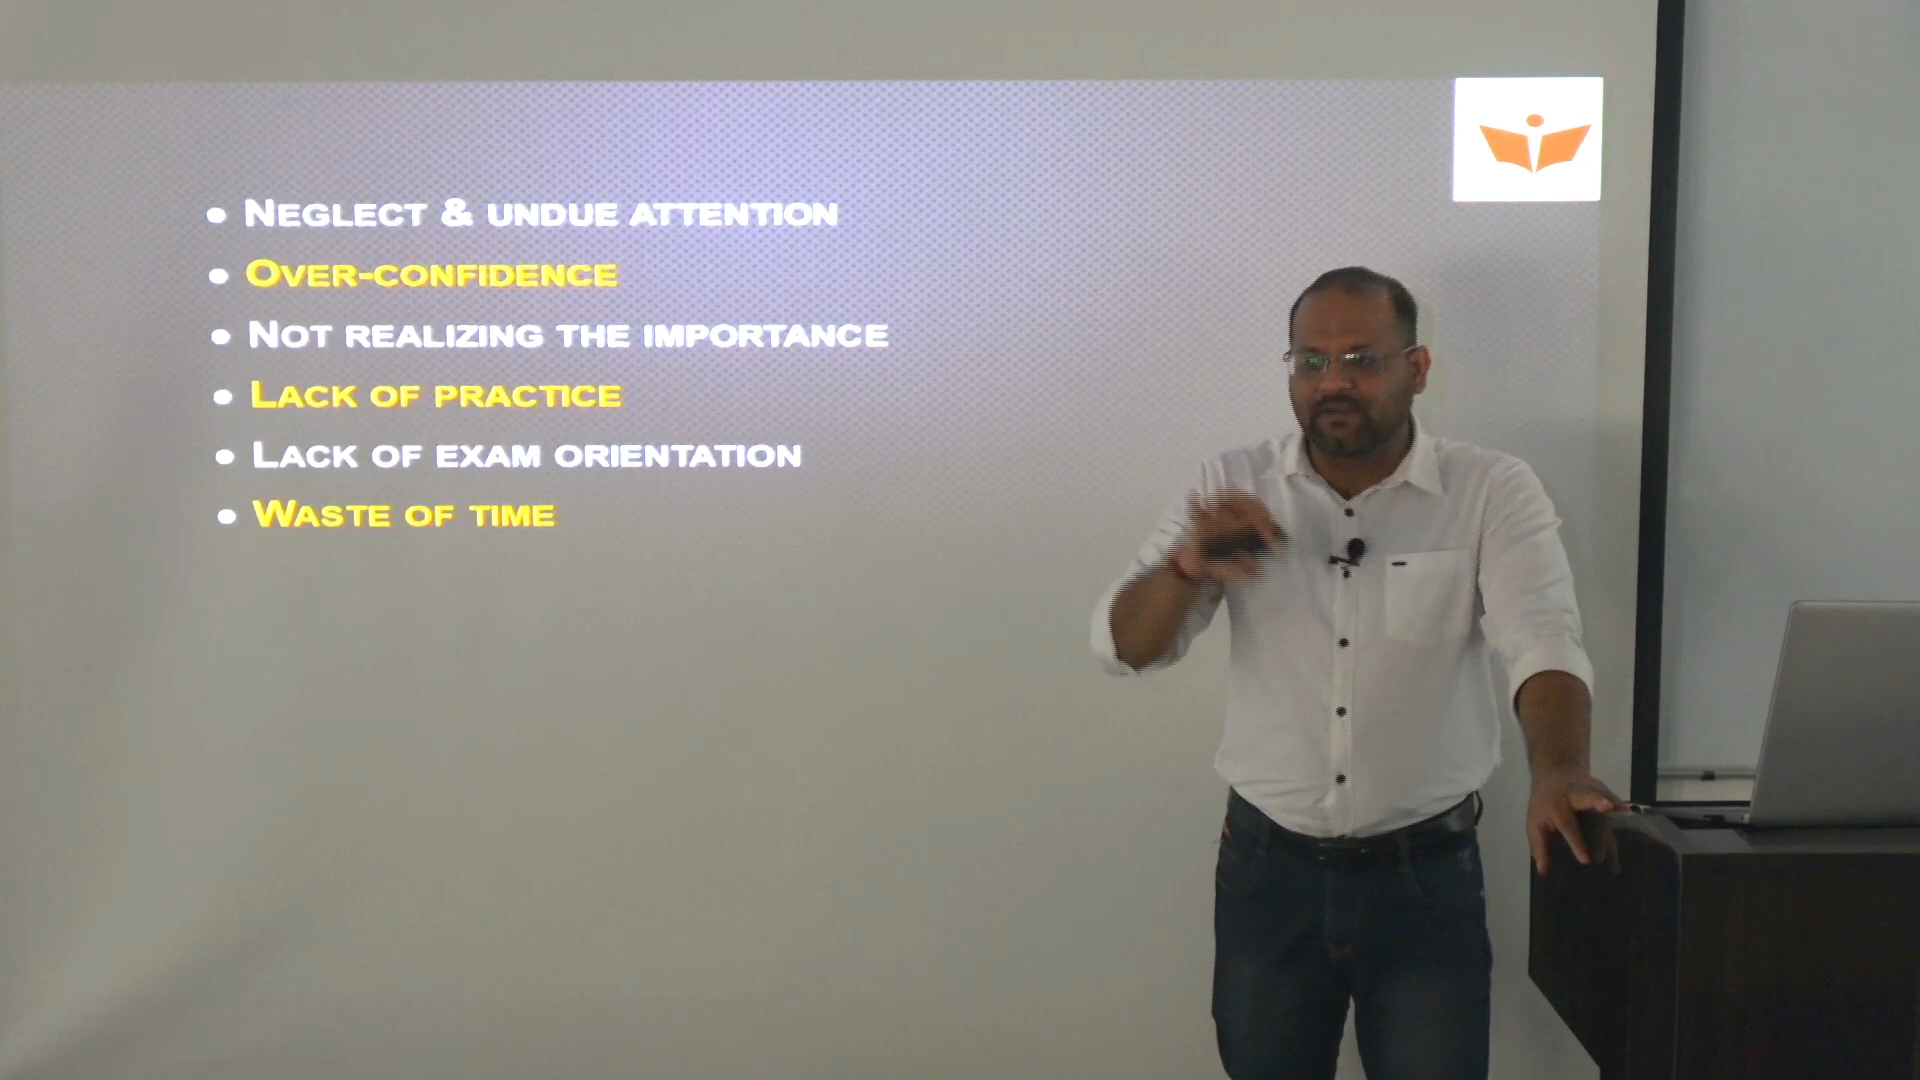 • NEGLECT & UNDUE ATTENTION
• OVER-CONFIDENCE
• NOT REALIZING THE IMPORTANCE
• LACK OF PRACTICE
• LACK OF EXAM ORIENTATION
• WASTE OF TIME